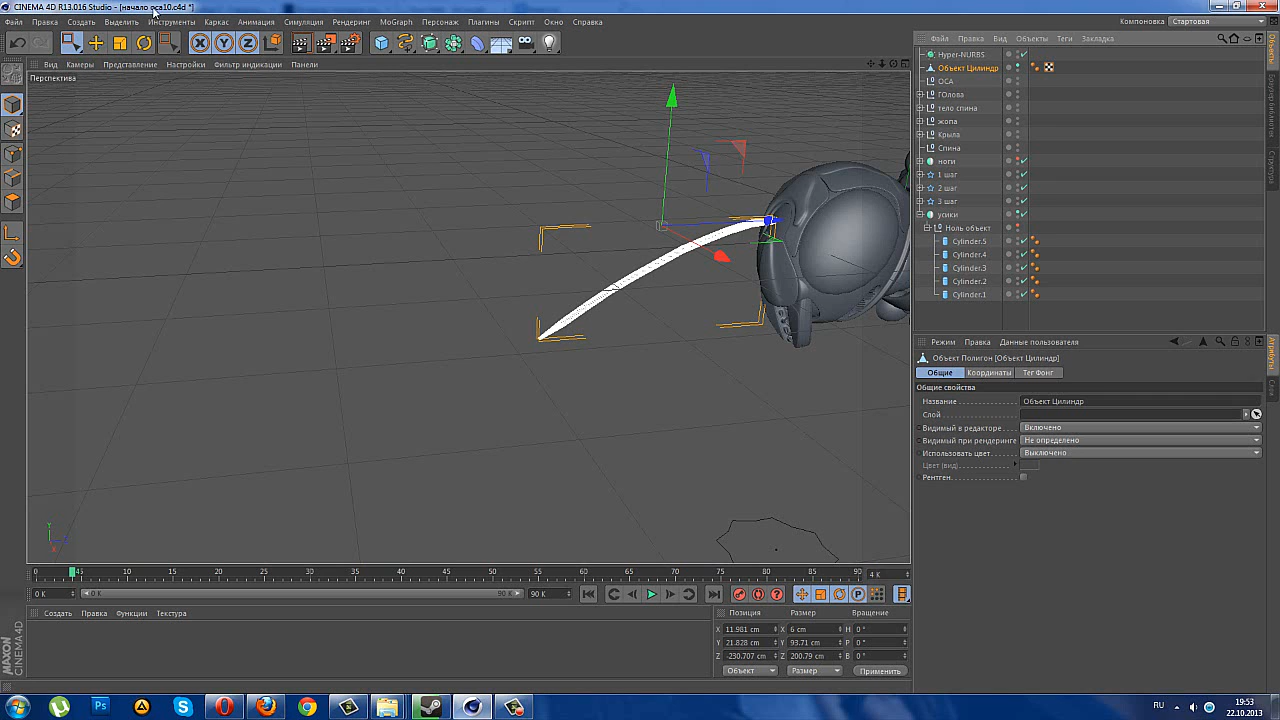 CINEMA 4D R13.016 Studio - [начало оса10.c4d *]
Файл Правка Создать Выделить Инструменты Каркас Анимация Симуляция Рендеринг MoGraph Персонаж Плагины Скрипт Окно Справка
Компоновка Стартовая
Вид Камеры Представление Настройки Фильтр индикации Панели
Перспектива
Файл Правка Вид Объекты Теги Закладка
Hyper-NURBS
Объект Цилиндр
ОСА
ГОлова
тело спина
жопа
Крыла
Спина
ноги
1 шаг
2 шаг
3 шаг
усики
Ноль объект
Cylinder.5
Cylinder.4
Cylinder.3
Cylinder.2
Cylinder.1
Объекты
Браузер библиотек
Структура
Режим Правка Данные пользователя
Объект Полигон [Объект Цилиндр]
Общие Координаты Тег Фонг
Общие свойства
Название Объект Цилиндр
Слой
Видимый в редакторе Включено
Видимый при рендеринге Не определено
Использовать цвет Выключено
Цвет (вид)
Рентген
Атрибуты
Слои
Y
Z
X
0 5 10 15 20 25 30 35 40 45 50 55 60 65 70 75 80 85 90 4 K
0 K 0 K 90 K 90 K
Создать Правка Функции Текстура
Позиция Размер Вращение
X 11.981 cm X 6 cm H 0 °
Y 21.828 cm Y 93.71 cm P 0 °
Z -230.707 cm Z 200.79 cm B 0 °
Объект Размер Применить
MAXON
CINEMA 4D
RU 19:53
22.10.2013